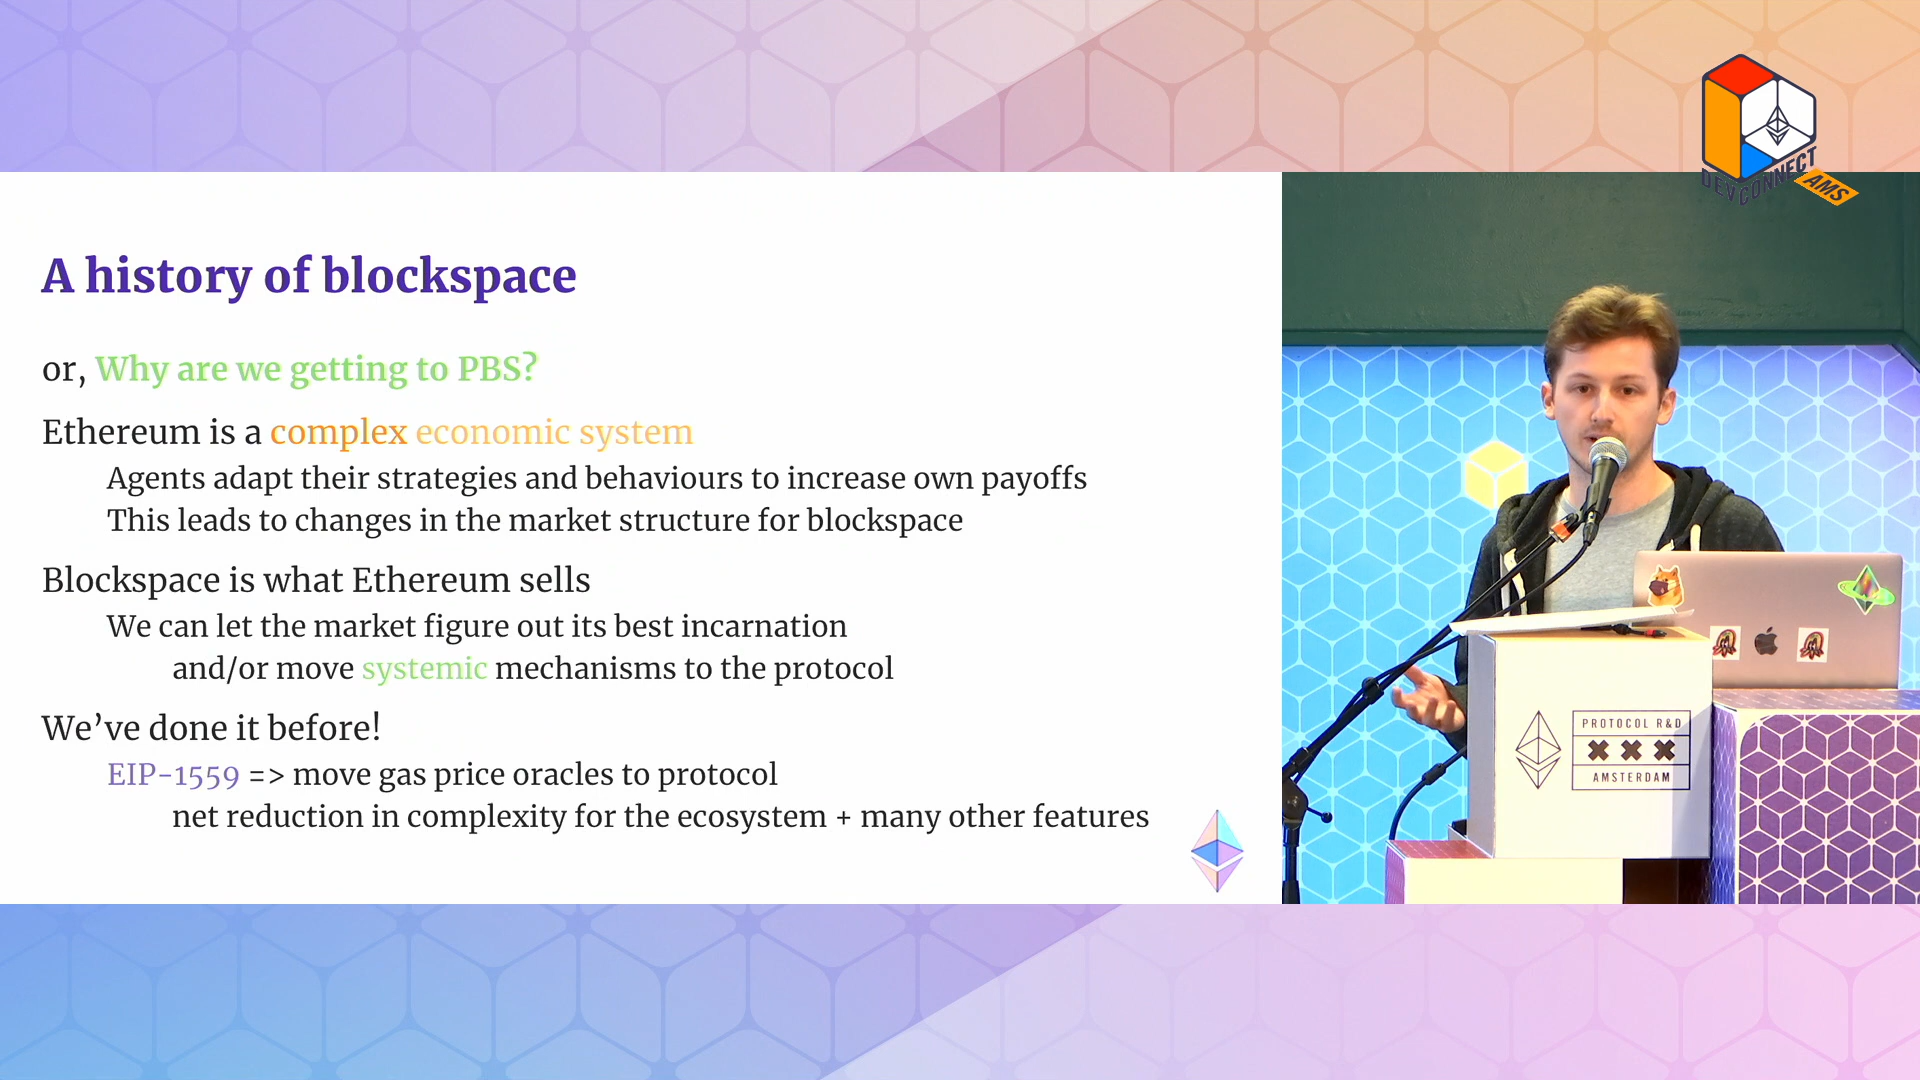 DEVCONNECT
AMS
A history of blockspace
or, Why are we getting to PBS?
Ethereum is a complex economic system
Agents adapt their strategies and behaviours to increase own payoffs
This leads to changes in the market structure for blockspace
Blockspace is what Ethereum sells
We can let the market figure out its best incarnation
and/or move systemic mechanisms to the protocol
We’ve done it before!
EIP-1559 => move gas price oracles to protocol
net reduction in complexity for the ecosystem + many other features
PROTOCOL R&D
AMSTERDAM